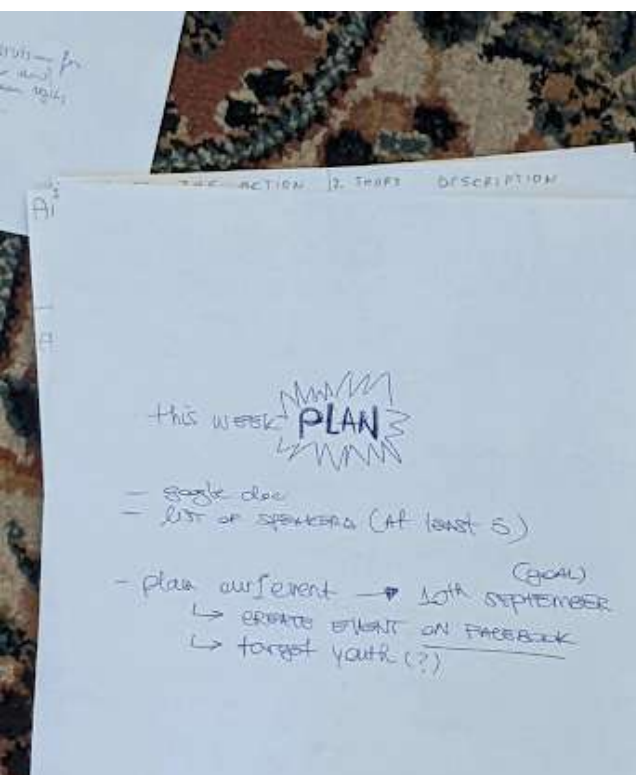 THE ACTION 2. SHORT DESCRIPTION
this WEEK PLAN
- google doc
- LIST OF SPEAKERS (At least 5)
(GOAL)
- plan event → 10th SEPTEMBER
↳ CREATE EVENT ON FACEBOOK
↳ target youth (?)